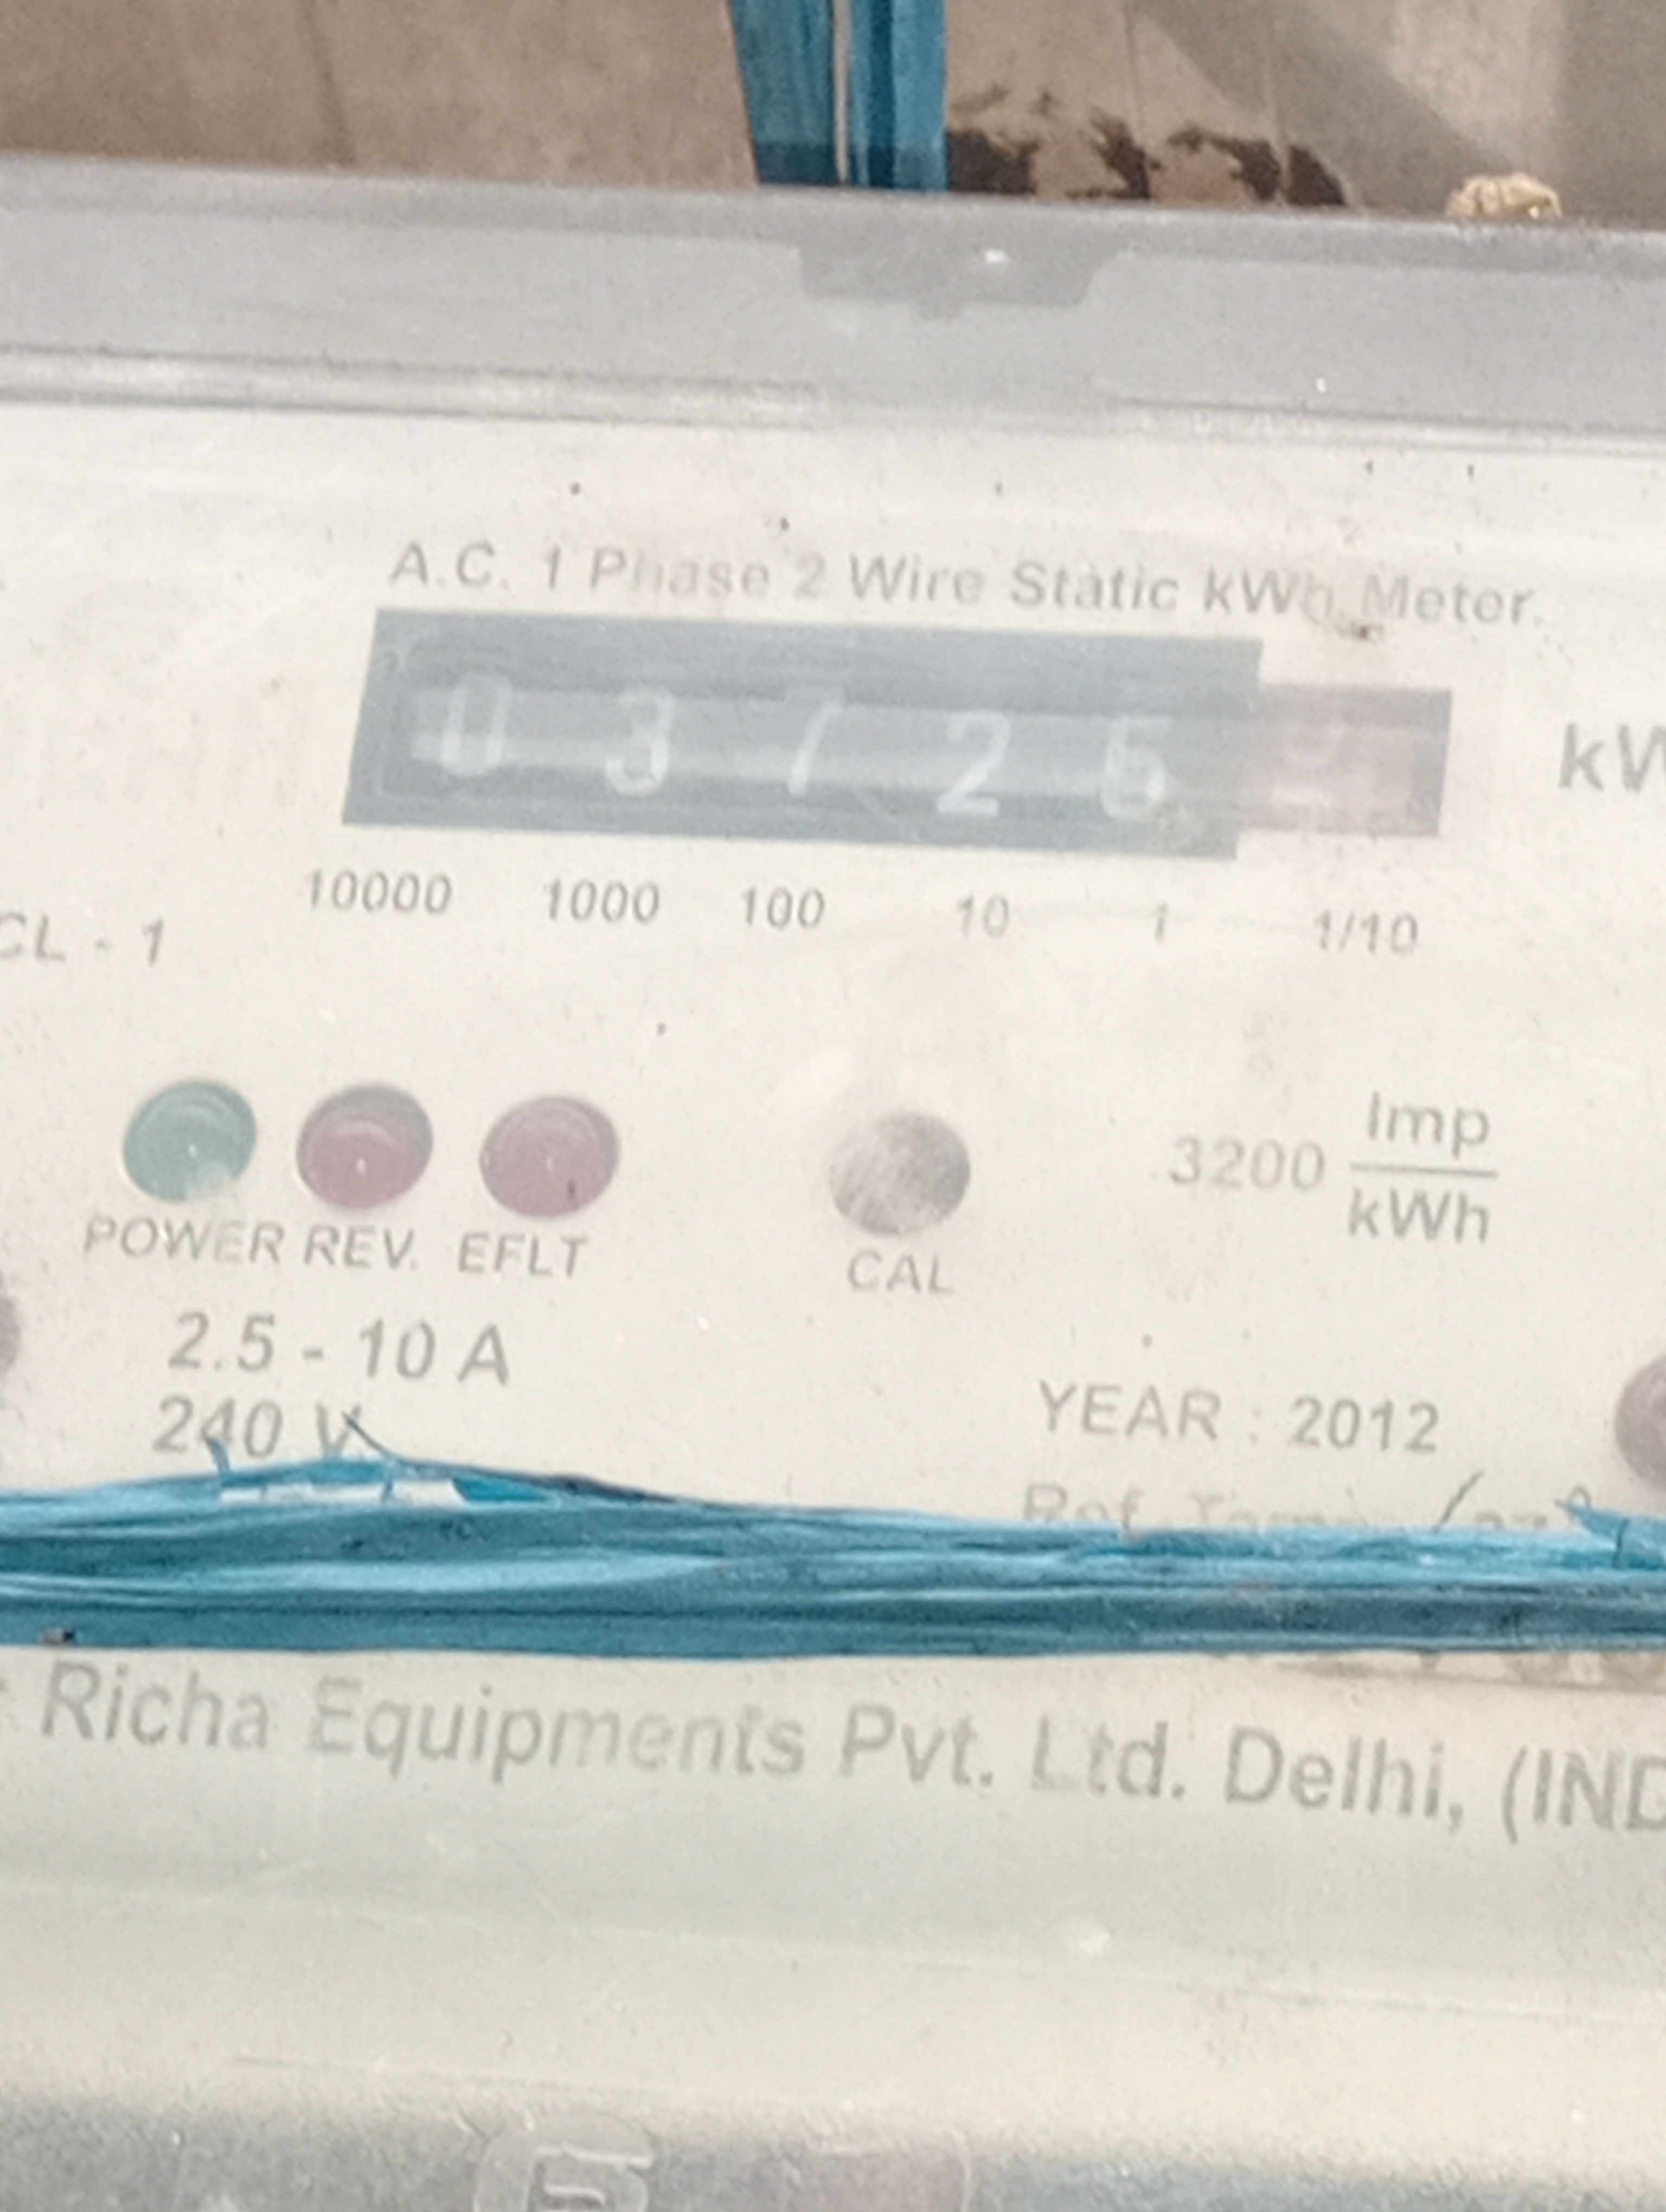 A.C. 1 Phase 2 Wire Static kWh Meter.
0 3 7 2 6
10000 1000 100 10 1 1/10
CL - 1
Imp
3200
kWh
POWER REV. EFLT CAL
2.5 - 10 A
240 V
YEAR : 2012
Ref.
Richa Equipments Pvt. Ltd. Delhi,